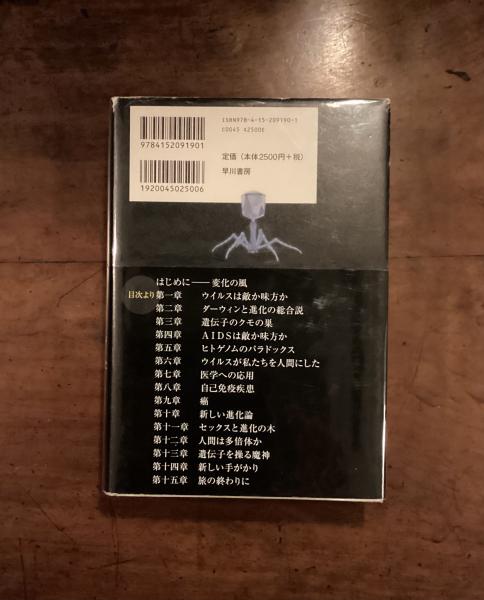 ISBN978-4-15-209190-1
C0045 ¥2500E
9784152091901
定価（本体2500円＋税）
早川書房
1920045025006
はじめに――変化の風
目次より
第一章 ウイルスは敵か味方か
第二章 ダーウィンと進化の総合説
第三章 遺伝子のクモの巣
第四章 AIDSは敵か味方か
第五章 ヒトゲノムのパラドックス
第六章 ウイルスが私たちを人間にした
第七章 医学への応用
第八章 自己免疫疾患
第九章 癌
第十章 新しい進化論
第十一章 セックスと進化の木
第十二章 人間は多倍体か
第十三章 遺伝子を操る魔神
第十四章 新しい手がかり
第十五章 旅の終わりに